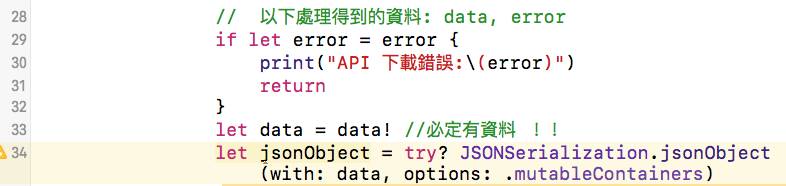 28 // 以下處理得到的資料: data, error
29 if let error = error {
30 print("API 下載錯誤:\(error)")
31 return
32 }
33 let data = data! //必定有資料 ！！
34 let jsonObject = try? JSONSerialization.jsonObject
(with: data, options: .mutableContainers)